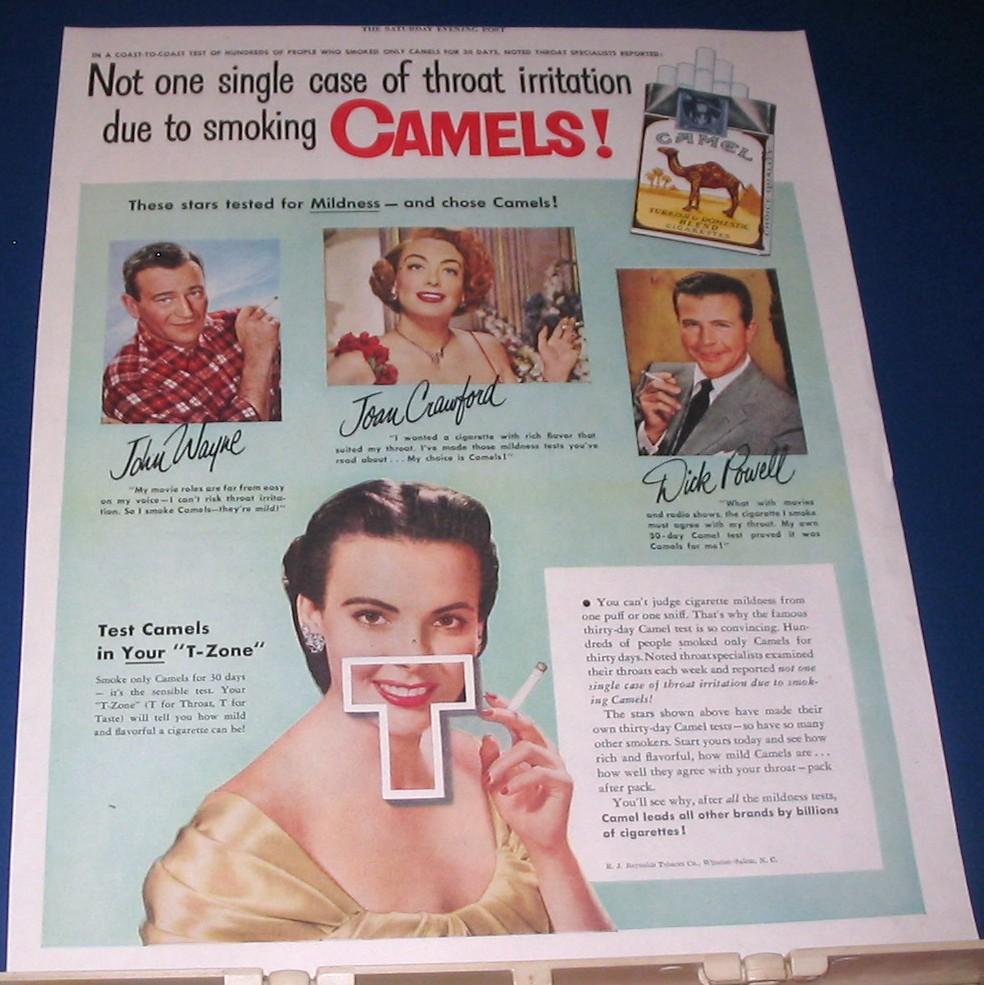 THE SATURDAY EVENING POST
IN A COAST-TO-COAST TEST OF HUNDREDS OF PEOPLE WHO SMOKED ONLY CAMELS FOR 30 DAYS, NOTED THROAT SPECIALISTS REPORTED:
Not one single case of throat irritation
due to smoking CAMELS!
CAMEL
TURKISH & DOMESTIC
BLEND
CIGARETTES
CHOICE QUALITY
These stars tested for Mildness — and chose Camels!
John Wayne
"My movie roles are far from easy
on my voice—I can't risk throat irrita-
tion. So I smoke Camels—they're mild!"
Joan Crawford
"I wanted a cigarette with rich flavor that
suited my throat. I've made those mildness tests you've
read about . . . My choice is Camels!"
Dick Powell
"What with movies
and radio shows, the cigarette I smoke
must agree with my throat. My own
30-day Camel test proved it was
Camels for me!"
Test Camels
in Your "T-Zone"
Smoke only Camels for 30 days
— it's the sensible test. Your
"T-Zone" (T for Throat, T for
Taste) will tell you how mild
and flavorful a cigarette can be!
T
● You can't judge cigarette mildness from
one puff or one sniff. That's why the famous
thirty-day Camel test is so convincing. Hun-
dreds of people smoked only Camels for
thirty days. Noted throat specialists examined
their throats each week and reported not one
single case of throat irritation due to smok-
ing Camels!
The stars shown above have made their
own thirty-day Camel tests—so have so many
other smokers. Start yours today and see how
rich and flavorful, how mild Camels are . . .
how well they agree with your throat—pack
after pack.
You'll see why, after all the mildness tests,
Camel leads all other brands by billions
of cigarettes!
R. J. Reynolds Tobacco Co., Winston-Salem, N. C.